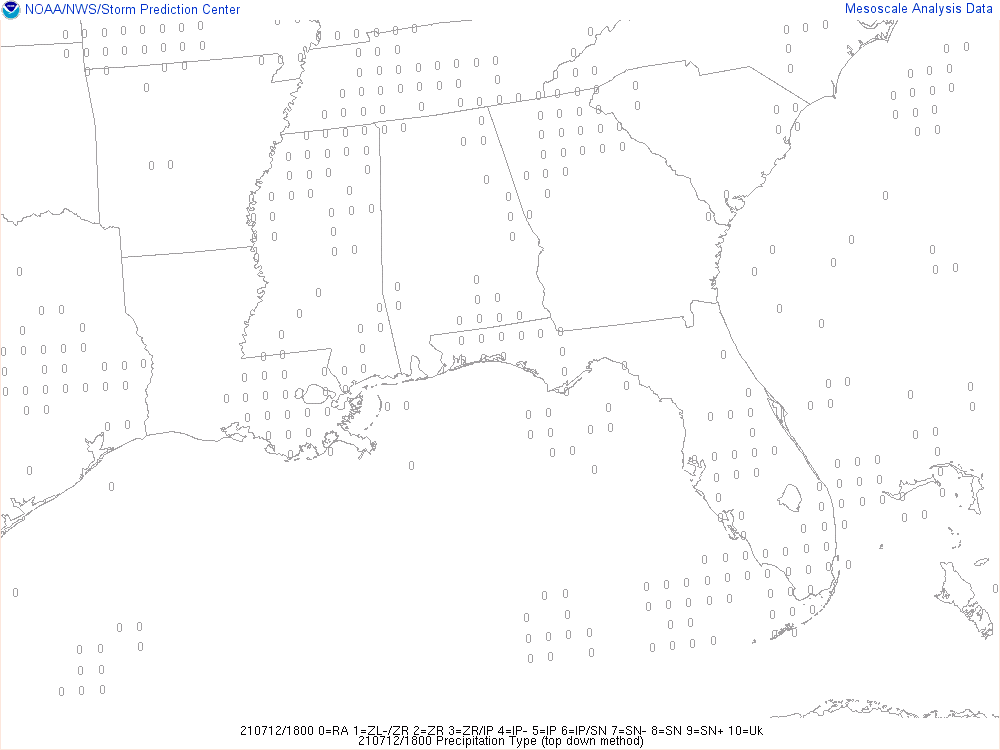 NOAA/NWS/Storm Prediction Center
Mesoscale Analysis Data
210712/1800 0=RA 1=ZL-/ZR 2=ZR 3=ZR/IP 4=IP- 5=IP 6=IP/SN 7=SN- 8=SN 9=SN+ 10=Uk
210712/1800 Precipitation Type (top down method)